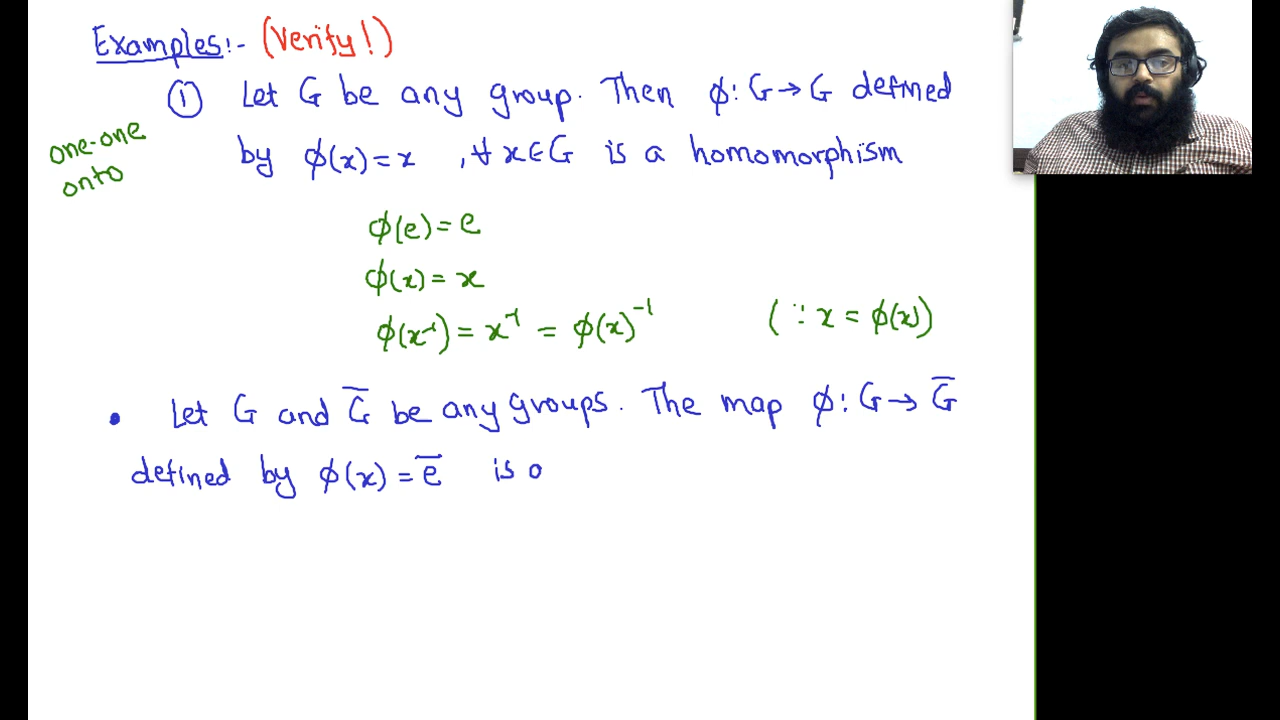 Examples:- (Verify!)
① Let G be any group. Then ϕ: G → G defined
by ϕ(x) = x , ∀ x ∈ G is a homomorphism
one-one
onto
ϕ(e) = e
ϕ(x) = x
ϕ(x⁻¹) = x⁻¹ = ϕ(x)⁻¹ (∵ x = ϕ(x))
• Let G and G̅ be any groups. The map ϕ: G → G̅
defined by ϕ(x) = e̅ is a